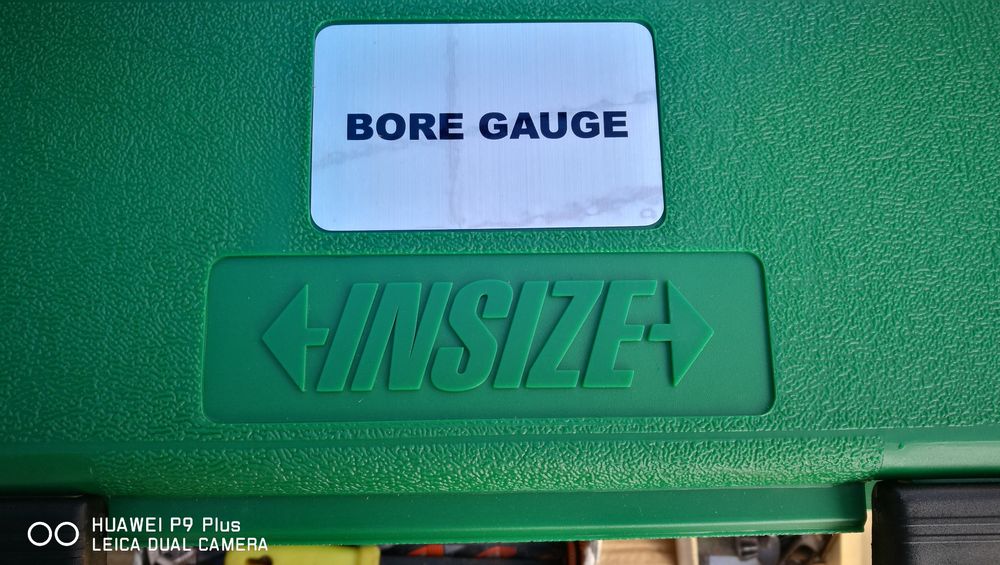 BORE GAUGE
INSIZE
HUAWEI P9 Plus
LEICA DUAL CAMERA